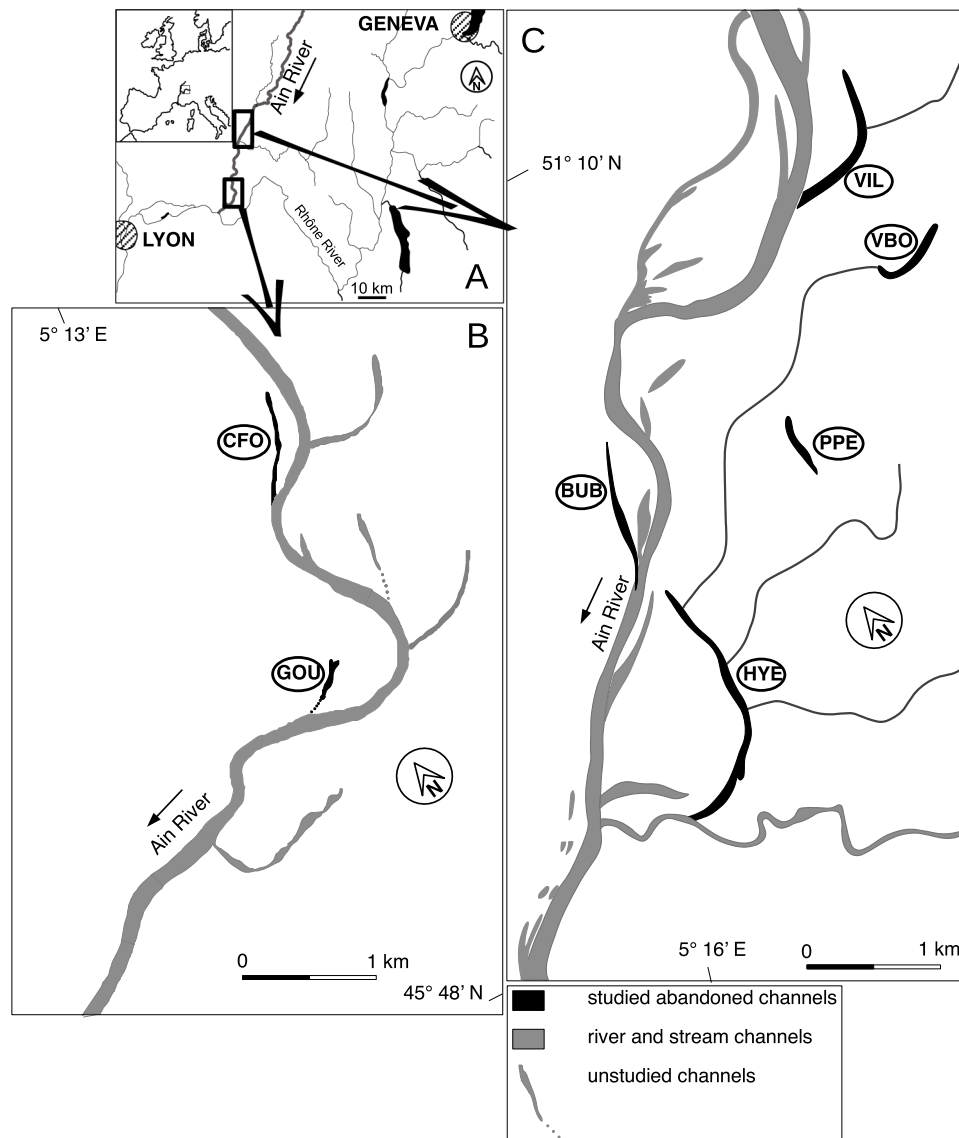 GENEVA
N
Ain River
Rhône River
LYON
10 km
A
C
51° 10’ N
VIL
VBO
PPE
BUB
Ain River
N
HYE
5° 16’ E
0 1 km
5° 13’ E
B
CFO
GOU
N
Ain River
0 1 km
45° 48’ N
studied abandoned channels
river and stream channels
unstudied channels